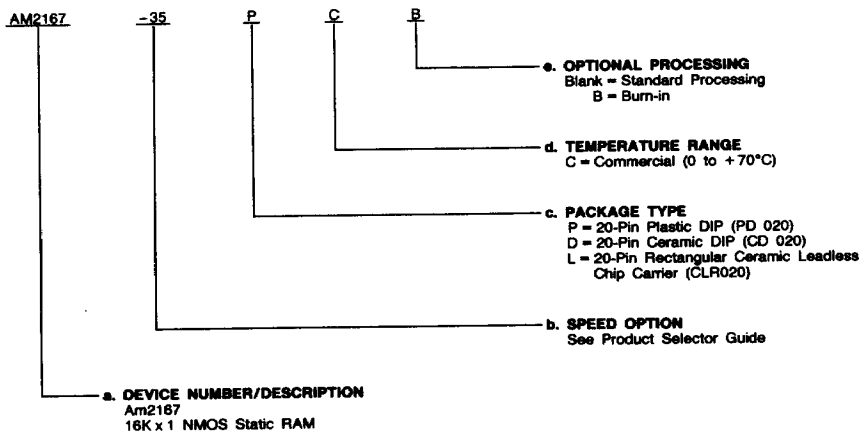 AM2167 -35 P C B
e. OPTIONAL PROCESSING
Blank = Standard Processing
B = Burn-in
d. TEMPERATURE RANGE
C = Commercial (0 to +70°C)
c. PACKAGE TYPE
P = 20-Pin Plastic DIP (PD 020)
D = 20-Pin Ceramic DIP (CD 020)
L = 20-Pin Rectangular Ceramic Leadless
Chip Carrier (CLR020)
b. SPEED OPTION
See Product Selector Guide
a. DEVICE NUMBER/DESCRIPTION
Am2167
16K x 1 NMOS Static RAM